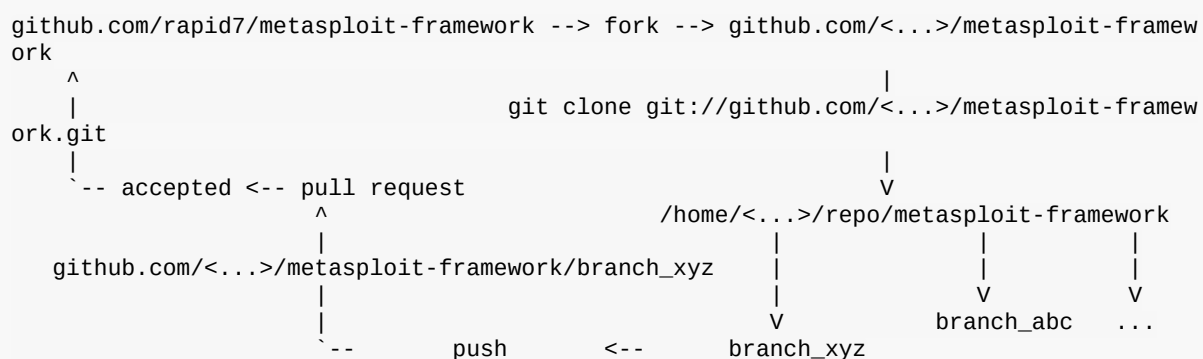 github.com/rapid7/metasploit-framework --> fork --> github.com/<...>/metasploit-framew
ork
    ^                                                              |
    |                                git clone git://github.com/<...>/metasploit-framew
ork.git
    |                                                              |
    `-- accepted <-- pull request                                  V
                      ^                        /home/<...>/repo/metasploit-framework
                      |                                |              |          |
   github.com/<...>/metasploit-framework/branch_xyz    |              |          |
                      |                                |              V          V
                      |                                V          branch_abc   ...
                      `--       push       <--      branch_xyz